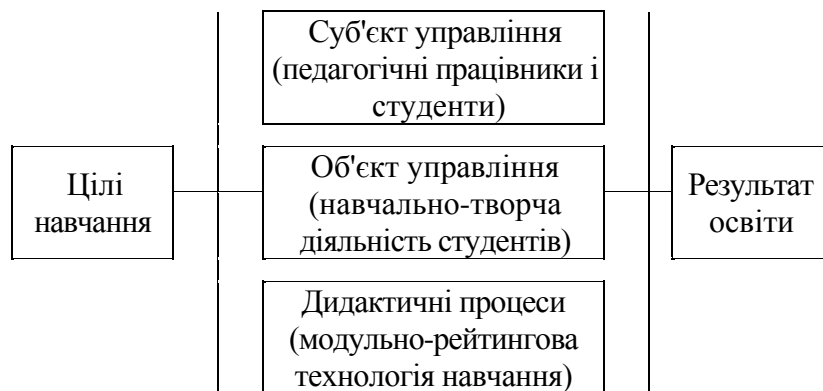 Суб'єкт управління
(педагогічні працівники і
студенти)
Цілі
навчання
Об'єкт управління
(навчально-творча
діяльність студентів)
Результат
освіти
Дидактичні процеси
(модульно-рейтингова
технологія навчання)